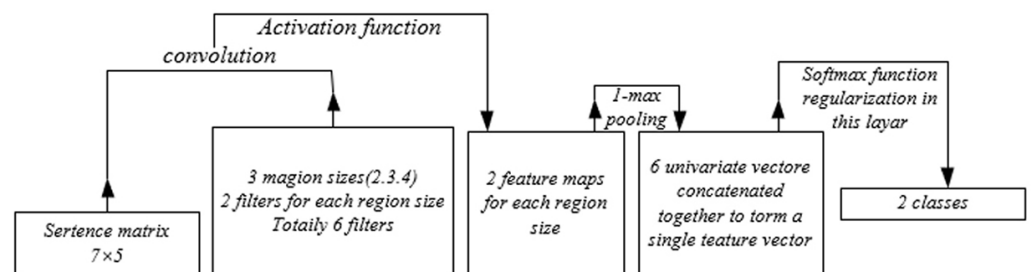 Activation function
convolution
Sertence matrix
7×5
3 magion sizes(2.3.4)
2 filters for each region size
Totaily 6 filters
2 feature maps
for each region
size
1-max
pooling
6 univariate vectore
concatenated
together to torm a
single teature vector
Softmax function
regularization in
this layar
2 classes